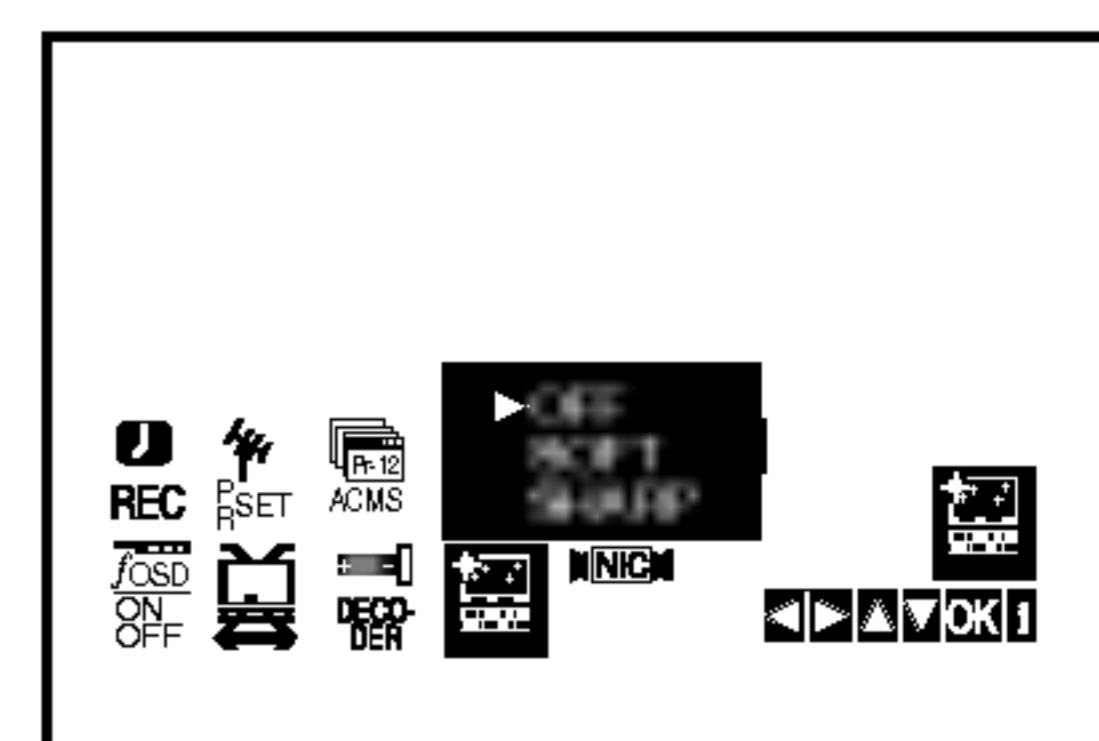 OFF
SOFT
SHARP
REC
PR SET
Pr-12
ACMS
fOSD
ON
OFF
DECO-
DER
NIC
OK i